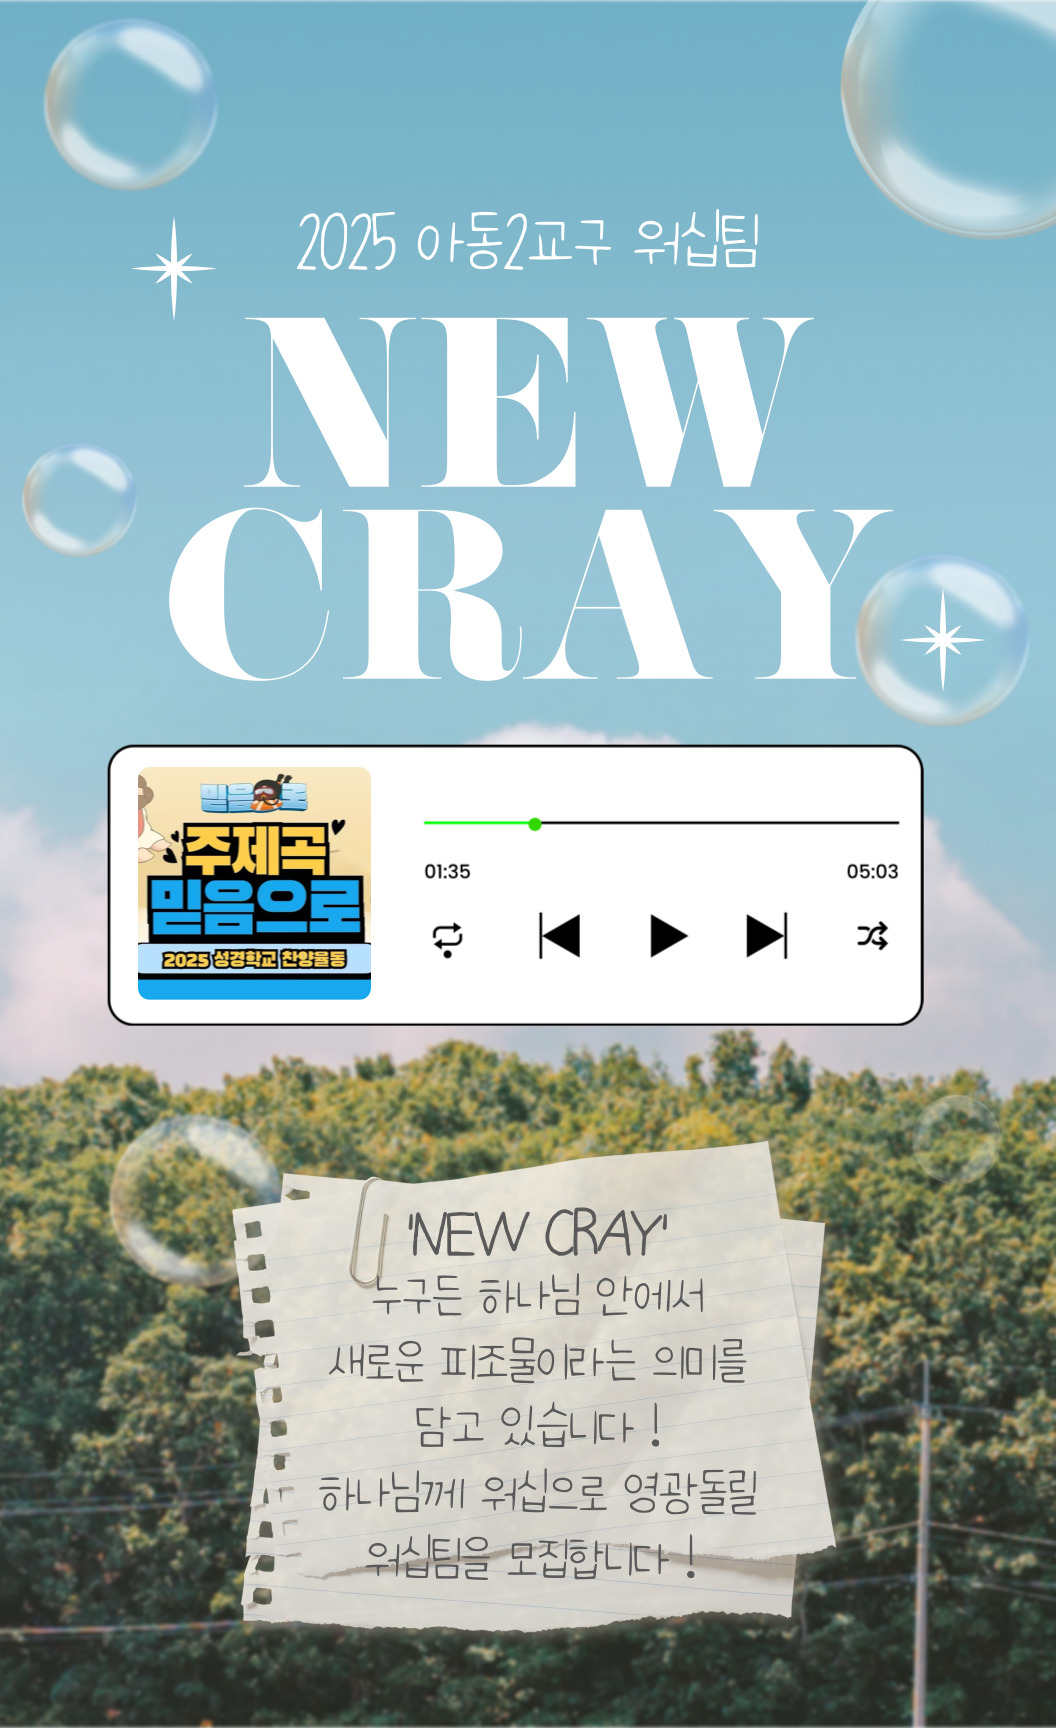 2025 아동2교구 워십팀
NEW
CRAY
믿음으로
주제곡
믿음으로
2025 성경학교 찬양율동
01:35
05:03
'NEW CRAY'
누구든 하나님 안에서
새로운 피조물이라는 의미를
담고 있습니다 !
하나님께 워십으로 영광돌릴
워십팀을 모집합니다 !